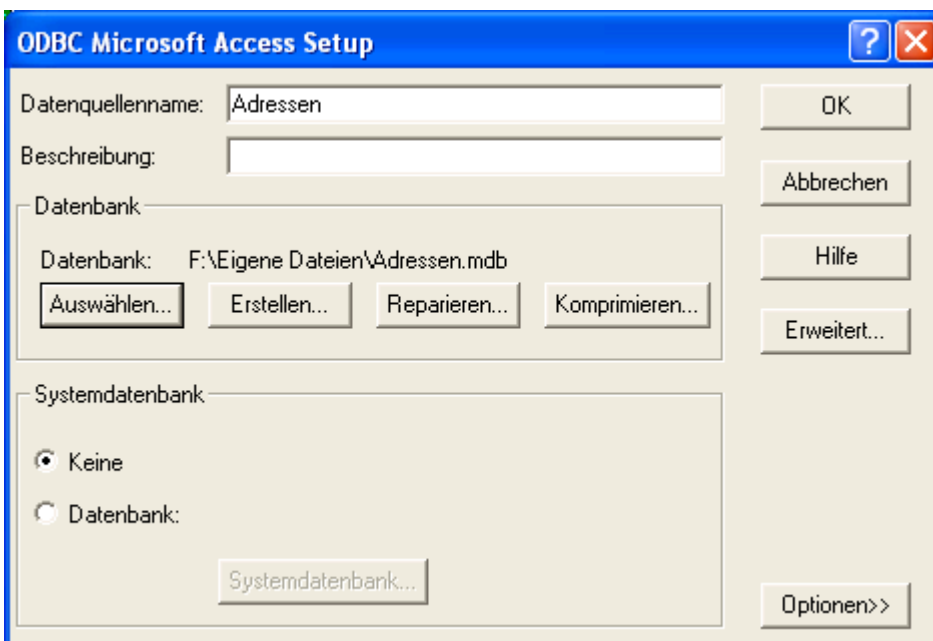 ODBC Microsoft Access Setup
Datenquellenname: Adressen
OK
Beschreibung:
Abbrechen
Datenbank
Datenbank: F:\Eigene Dateien\Adressen.mdb
Hilfe
Auswählen... Erstellen... Reparieren... Komprimieren...
Erweitert...
Systemdatenbank
Keine
Datenbank:
Systemdatenbank...
Optionen>>